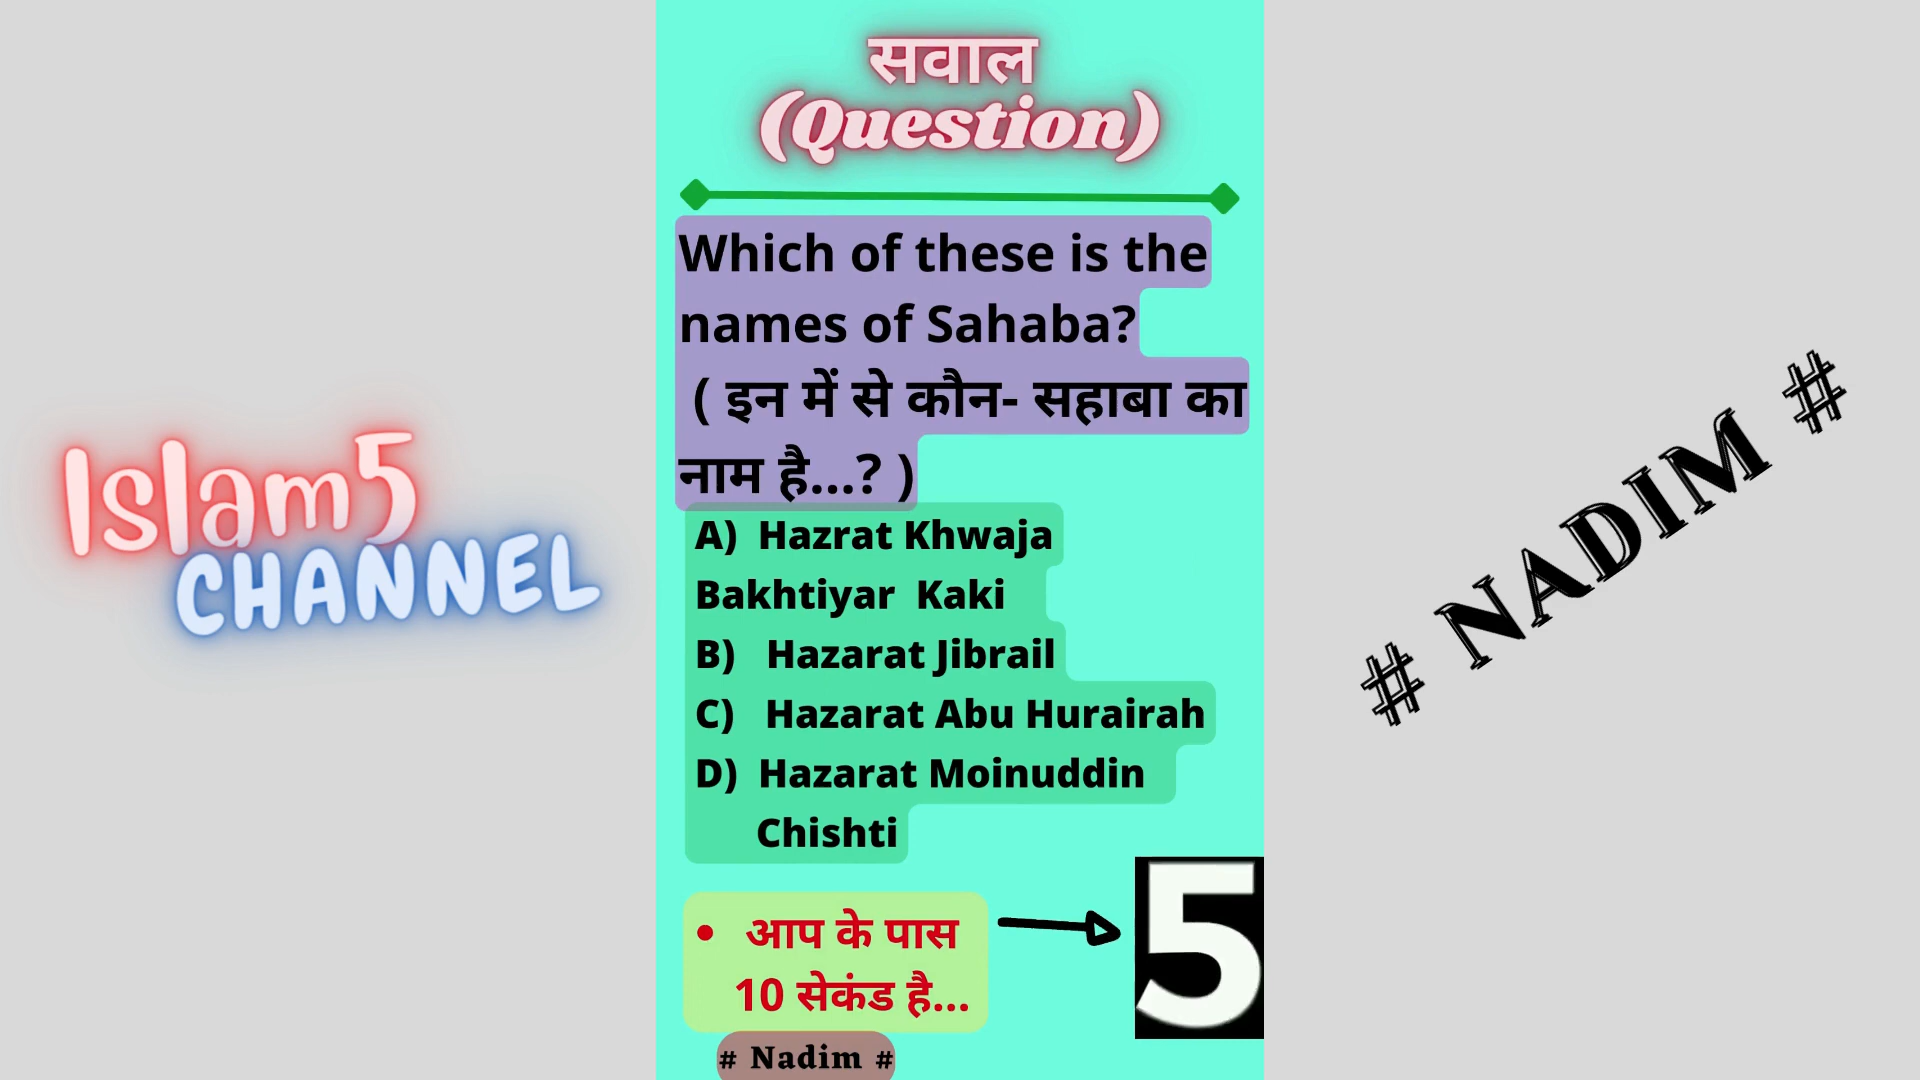 सवाल
(Question)
Which of these is the
names of Sahaba?
( इन में से कौन- सहाबा का
नाम है...? )
A) Hazrat Khwaja
Bakhtiyar Kaki
B) Hazarat Jibrail
C) Hazarat Abu Hurairah
D) Hazarat Moinuddin
Chishti
• आप के पास
10 सेकंड है...
5
# Nadim #
Islam5
CHANNEL
# NADIM #